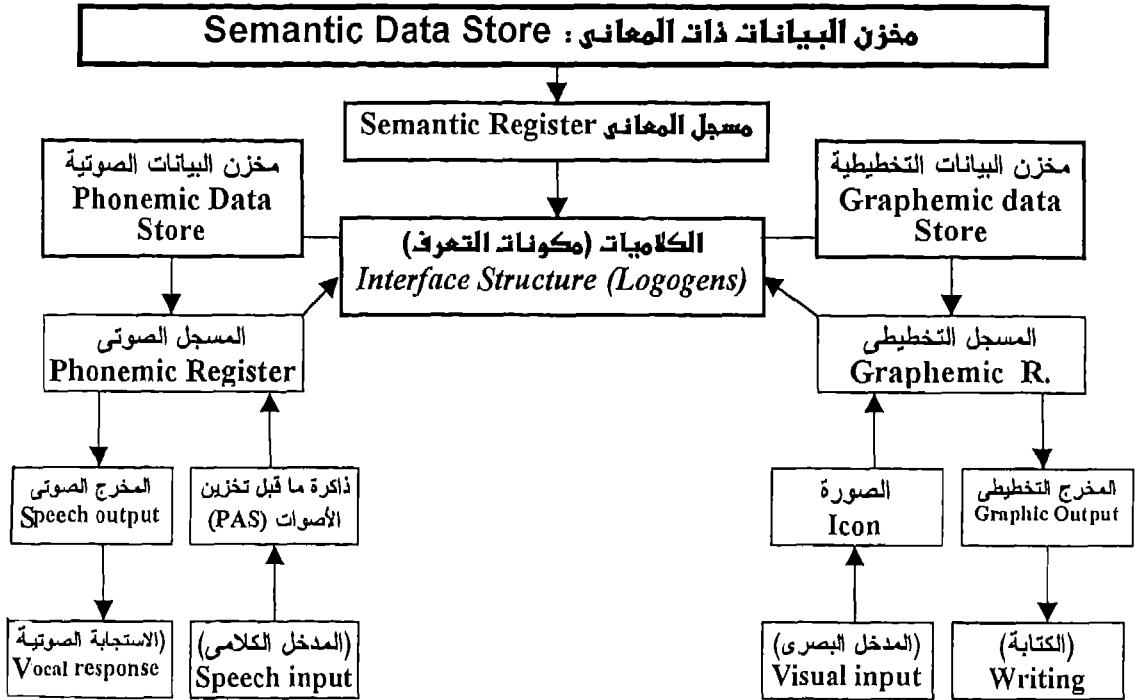 مخزن البيانات ذات المعانى : Semantic Data Store
مسجل المعانى Semantic Register
مخزن البيانات الصوتية
Phonemic Data
Store
مخزن البيانات التخطيطية
Graphemic data
Store
الكلاميات (مكونات التعرف)
Interface Structure (Logogens)
المسجل الصوتى
Phonemic Register
المسجل التخطيطى
Graphemic R.
المخرج الصوتى
Speech output
ذاكرة ما قبل تخزين
الأصوات (PAS)
الصورة
Icon
المخرج التخطيطى
Graphic Output
(الاستجابة الصوتية
Vocal response
(المدخل الكلامى)
Speech input
(المدخل البصرى)
Visual input
(الكتابة)
Writing